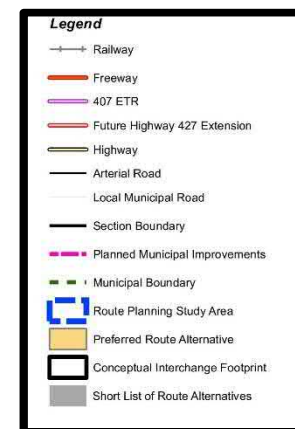 Legend
Railway
Freeway
407 ETR
Future Highway 427 Extension
Highway
Arterial Road
Local Municipal Road
Section Boundary
Planned Municipal Improvements
Municipal Boundary
Route Planning Study Area
Preferred Route Alternative
Conceptual Interchange Footprint
Short List of Route Alternatives